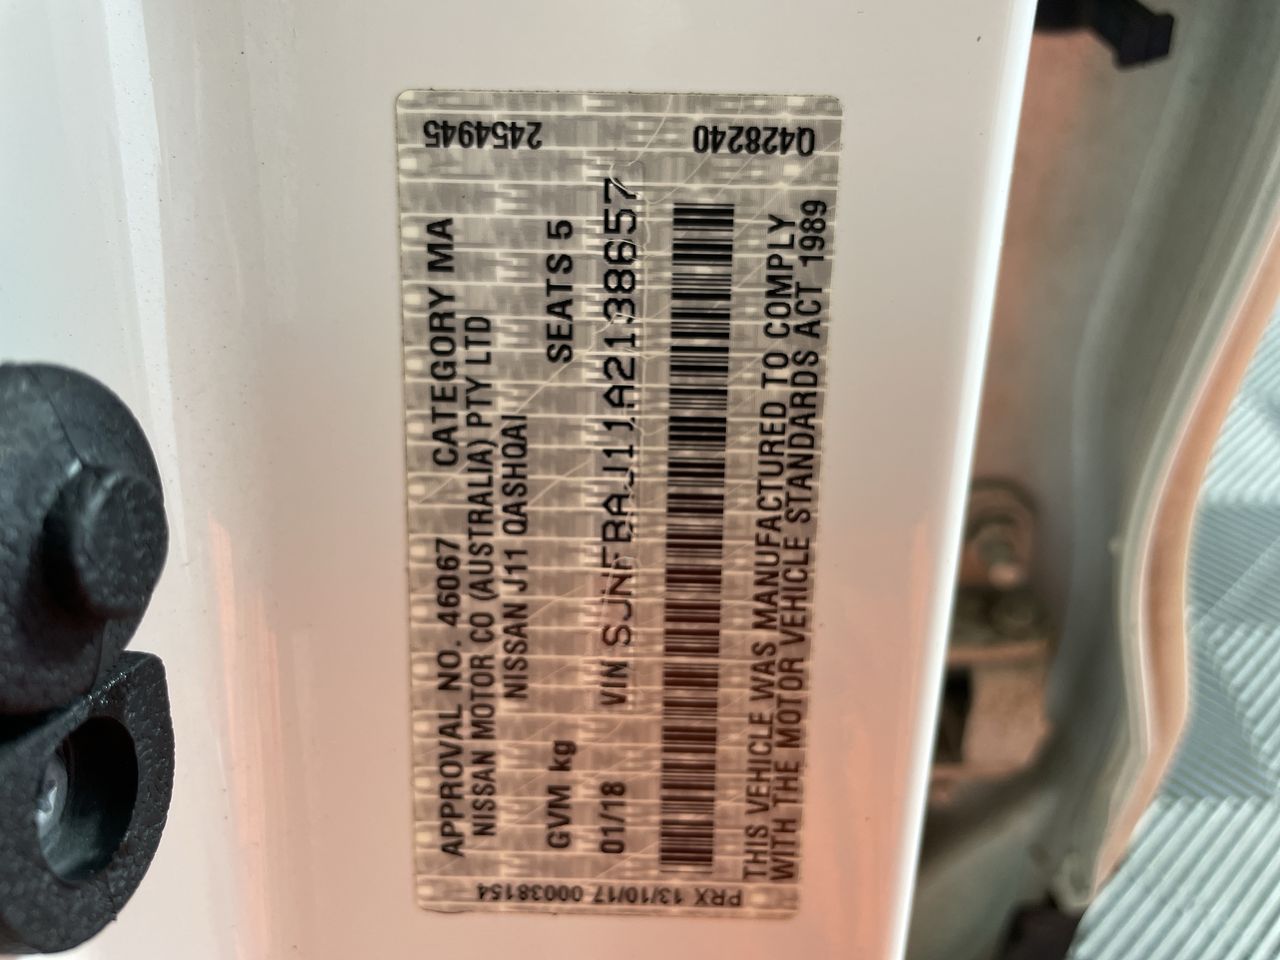 APPROVAL NO. 46067 CATEGORY MA
NISSAN MOTOR CO (AUSTRALIA) PTY LTD
NISSAN J11 QASHQAI
GVM kg SEATS 5
01/18 VIN SJNFBAJ11A2138657
THIS VEHICLE WAS MANUFACTURED TO COMPLY
WITH THE MOTOR VEHICLE STANDARDS ACT 1989
2454945
Q428240
PRX 13/10/17 00038154